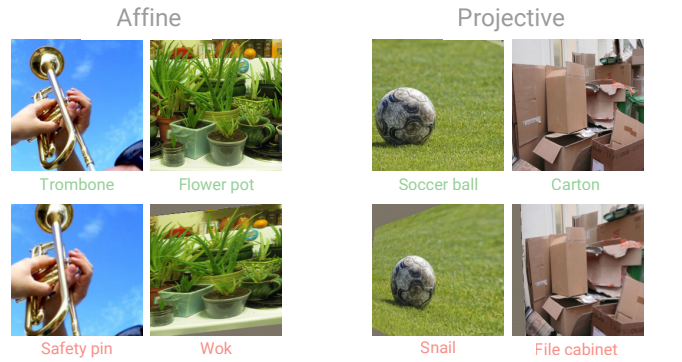 Affine
Projective
Trombone
Flower pot
Soccer ball
Carton
Safety pin
Wok
Snail
File cabinet